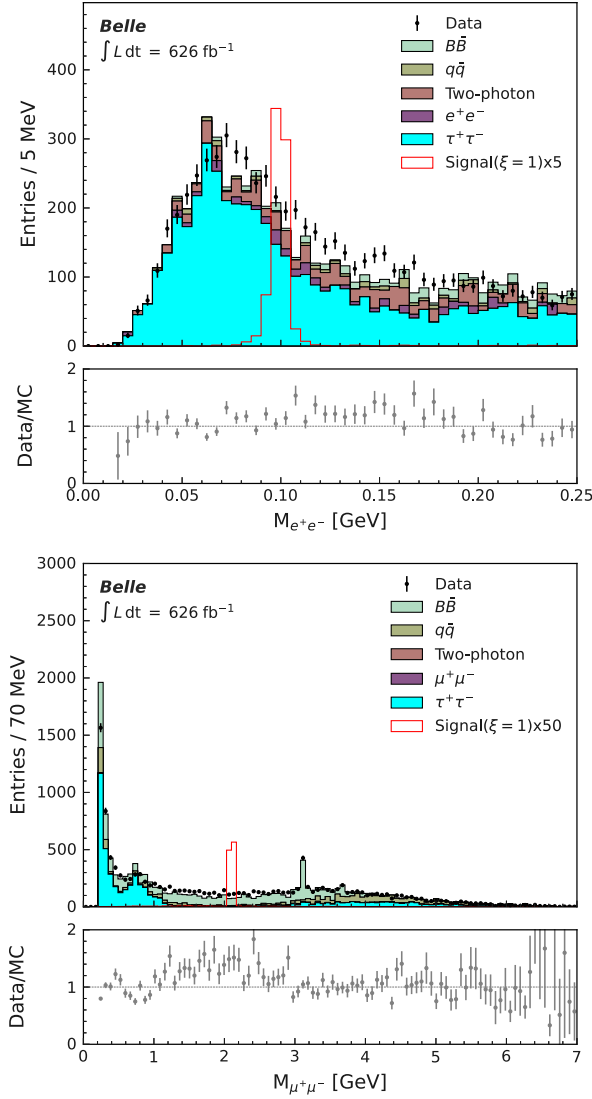 Belle
∫ L dt = 626 fb⁻¹
Data
BB̄
qq̄
Two-photon
e⁺e⁻
τ⁺τ⁻
Signal(ξ = 1)x5
Entries / 5 MeV
400
300
200
100
0
Data/MC
2
1
0
0.00 0.05 0.10 0.15 0.20 0.25
M_{e⁺e⁻} [GeV]
Belle
∫ L dt = 626 fb⁻¹
Data
BB̄
qq̄
Two-photon
μ⁺μ⁻
τ⁺τ⁻
Signal(ξ = 1)x50
Entries / 70 MeV
3000
2500
2000
1500
1000
500
0
Data/MC
2
1
0
0 1 2 3 4 5 6 7
M_{μ⁺μ⁻} [GeV]